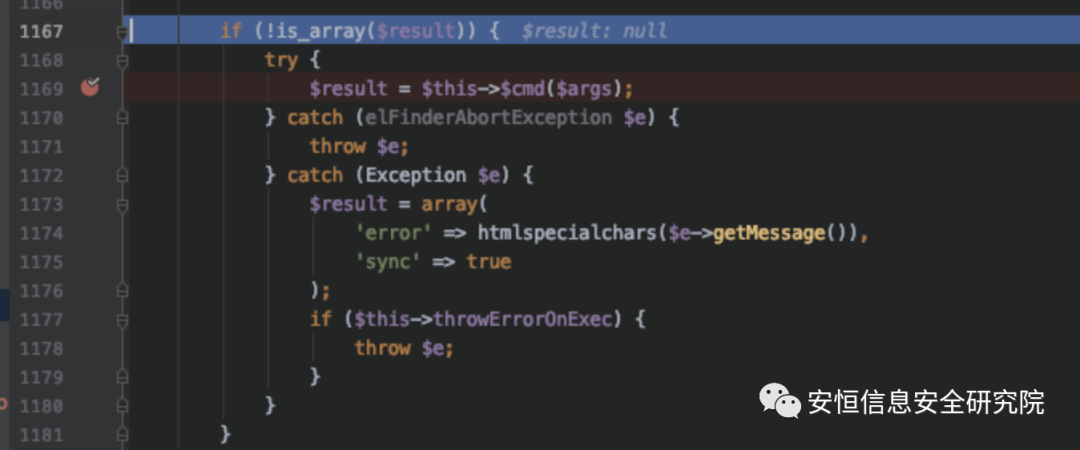 1166
1167 if (!is_array($result)) { $result: null
1168 try {
1169 $result = $this->$cmd($args);
1170 } catch (elFinderAbortException $e) {
1171 throw $e;
1172 } catch (Exception $e) {
1173 $result = array(
1174 'error' => htmlspecialchars($e->getMessage()),
1175 'sync' => true
1176 );
1177 if ($this->throwErrorOnExec) {
1178 throw $e;
1179 }
1180 }
1181 }
安恒信息安全研究院